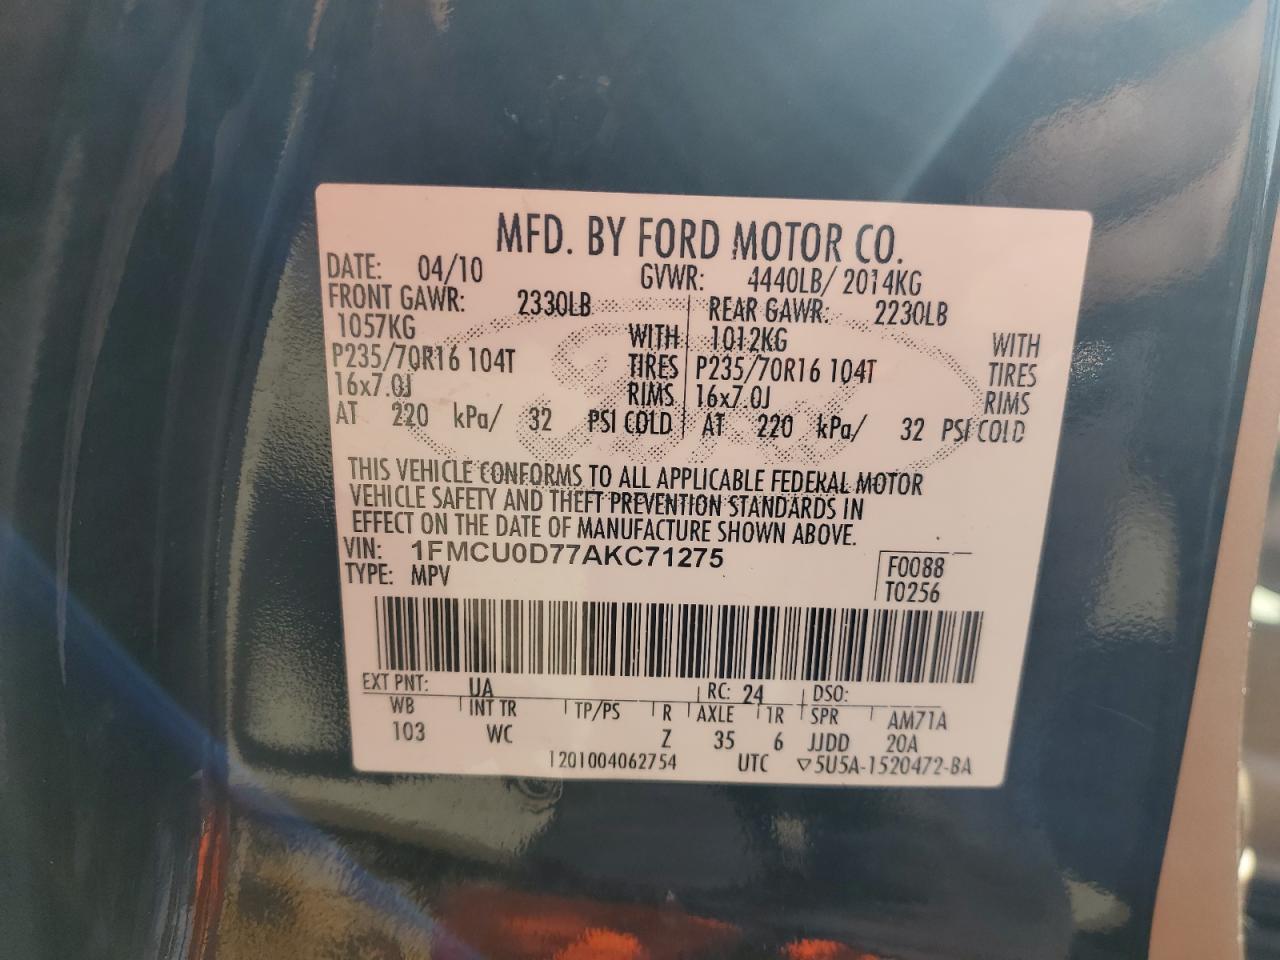 MFD. BY FORD MOTOR CO.
DATE: 04/10 GVWR: 4440LB/ 2014KG
FRONT GAWR: 2330LB REAR GAWR: 2230LB
1057KG WITH 1012KG WITH
P235/70R16 104T TIRES P235/70R16 104T TIRES
16x7.0J RIMS 16x7.0J RIMS
AT 220 kPa/ 32 PSI COLD AT 220 kPa/ 32 PSI COLD
THIS VEHICLE CONFORMS TO ALL APPLICABLE FEDERAL MOTOR
VEHICLE SAFETY AND THEFT PREVENTION STANDARDS IN
EFFECT ON THE DATE OF MANUFACTURE SHOWN ABOVE.
VIN: 1FMCU0D77AKC71275 F0088
TYPE: MPV T0256
EXT PNT: UA RC: 24 DSO:
WB INT TR TP/PS R AXLE TR SPR AM71A
103 WC Z 35 6 JJDD 20A
1201004062754 UTC ▽5U5A-1520472-BA